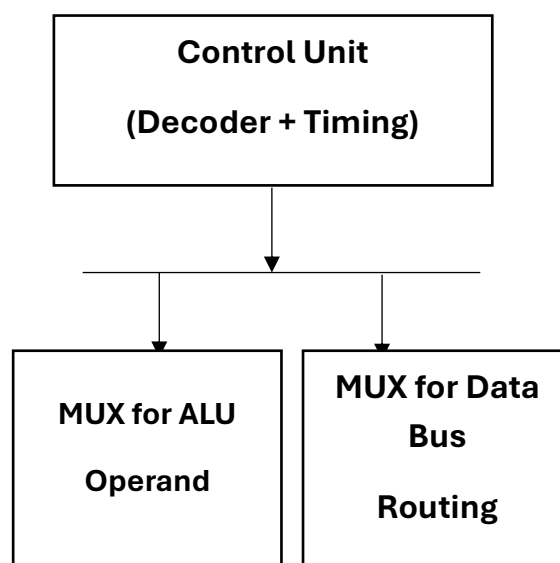 Control Unit
(Decoder + Timing)
MUX for ALU
Operand
MUX for Data
Bus
Routing